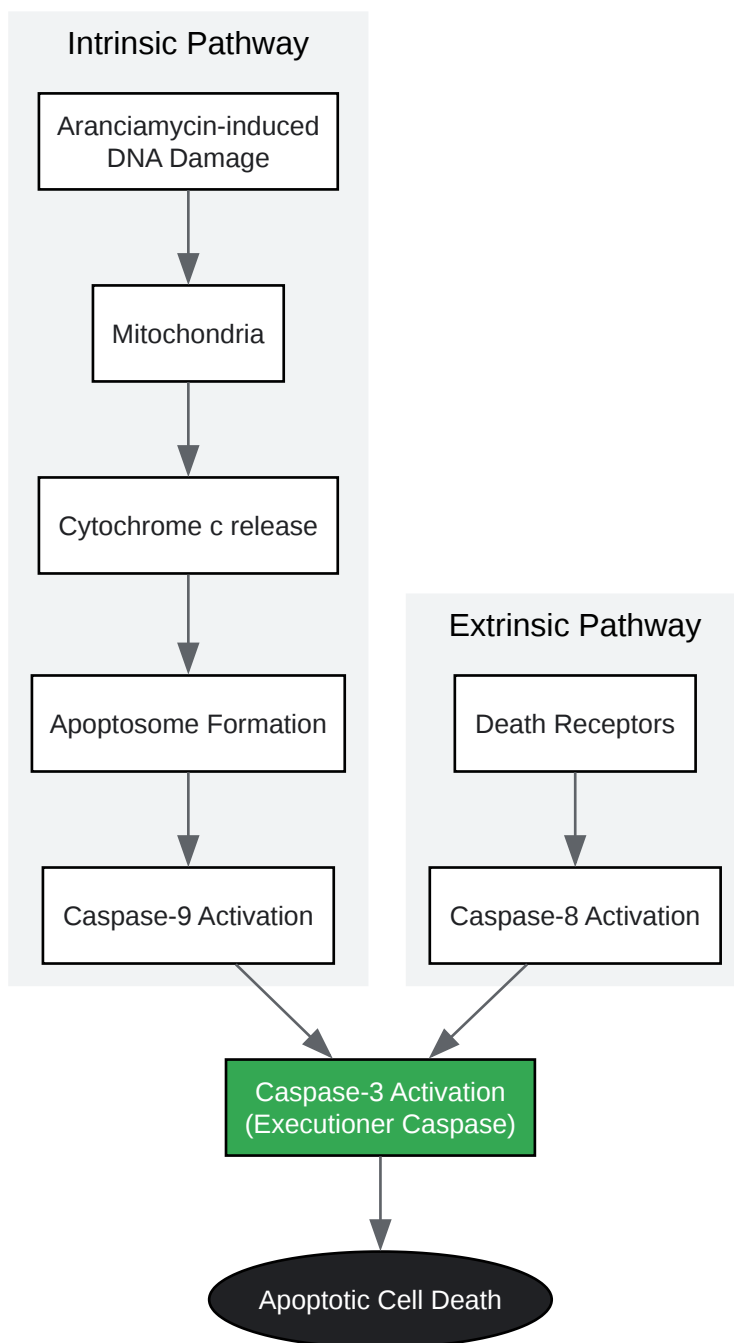 Intrinsic Pathway
Aranciamycin-induced
DNA Damage
Mitochondria
Cytochrome c release
Apoptosome Formation
Caspase-9 Activation
Extrinsic Pathway
Death Receptors
Caspase-8 Activation
Caspase-3 Activation
(Executioner Caspase)
Apoptotic Cell Death